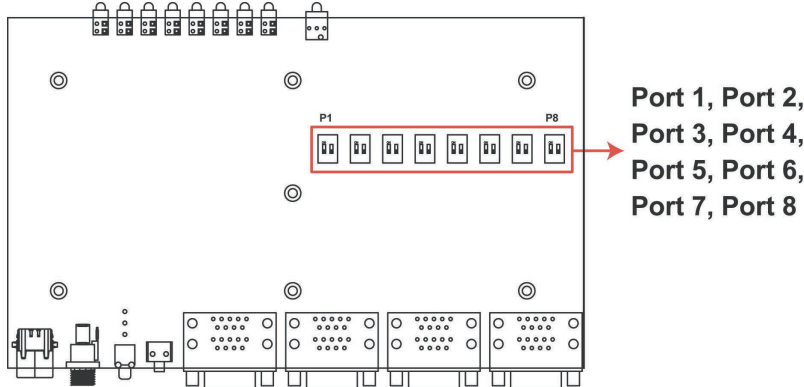 P1 P8
Port 1, Port 2,
Port 3, Port 4,
Port 5, Port 6,
Port 7, Port 8